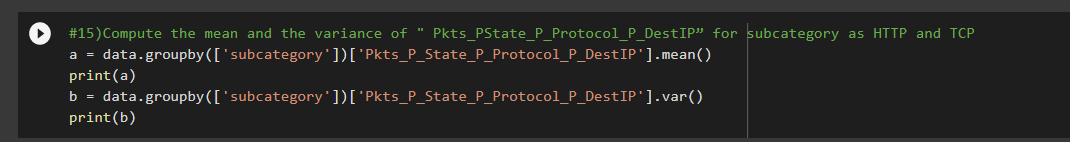 #15)Compute the mean and the variance of " Pkts_PState_P_Protocol_P_DestIP” for subcategory as HTTP and TCP
a = data.groupby(['subcategory'])['Pkts_P_State_P_Protocol_P_DestIP'].mean()
print(a)
b = data.groupby(['subcategory'])['Pkts_P_State_P_Protocol_P_DestIP'].var()
print(b)